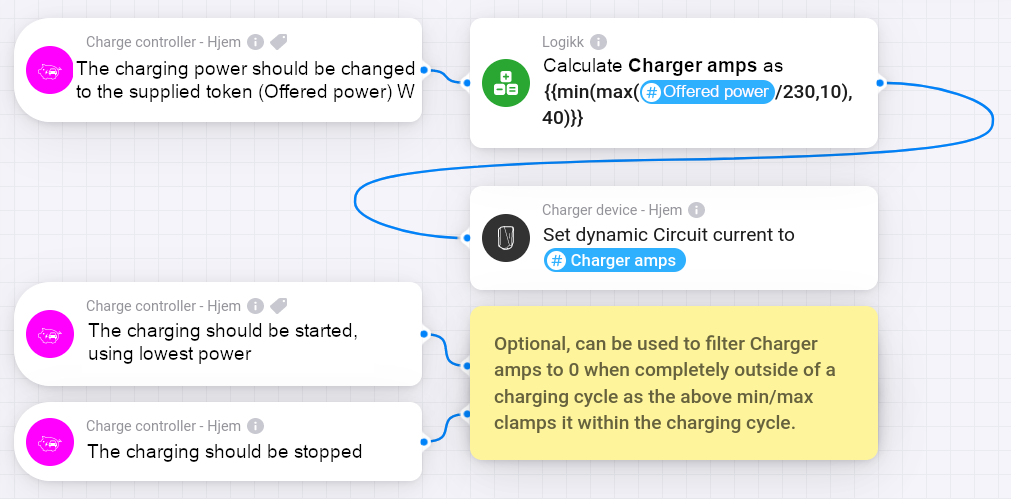 Charge controller - Hjem
The charging power should be changed
to the supplied token (Offered power) W
Logikk
Calculate Charger amps as
{{min(max(# Offered power/230,10),
40)}}
Charger device - Hjem
Set dynamic Circuit current to
# Charger amps
Charge controller - Hjem
The charging should be started,
using lowest power
Charge controller - Hjem
The charging should be stopped
Optional, can be used to filter Charger
amps to 0 when completely outside of a
charging cycle as the above min/max
clamps it within the charging cycle.